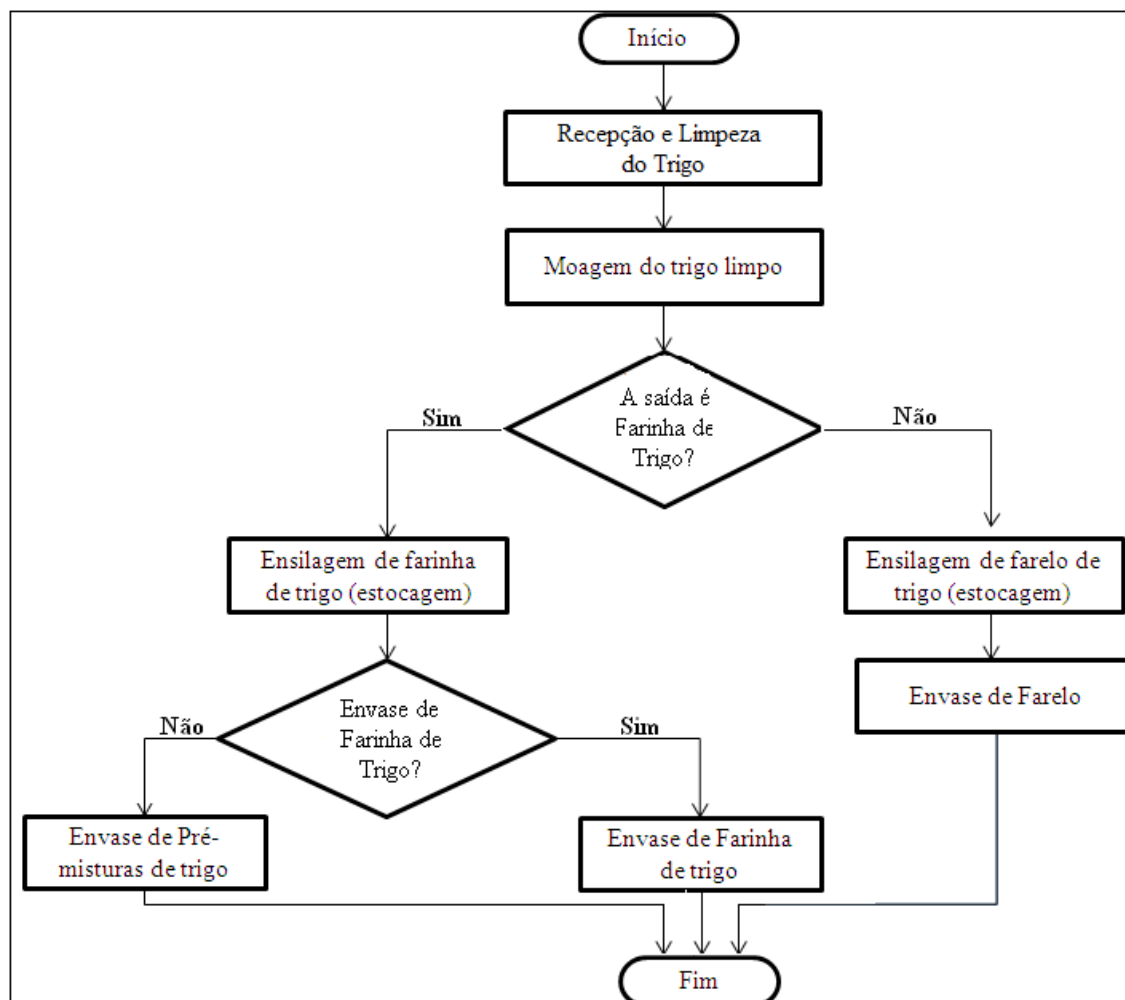 Início
Recepção e Limpeza
do Trigo
Moagem do trigo limpo
A saída é
Farinha de
Trigo?
Sim
Não
Ensilagem de farinha
de trigo (estocagem)
Ensilagem de farelo de
trigo (estocagem)
Envase de
Farinha de
Trigo?
Não
Sim
Envase de Farelo
Envase de Pré-
misturas de trigo
Envase de Farinha
de trigo
Fim